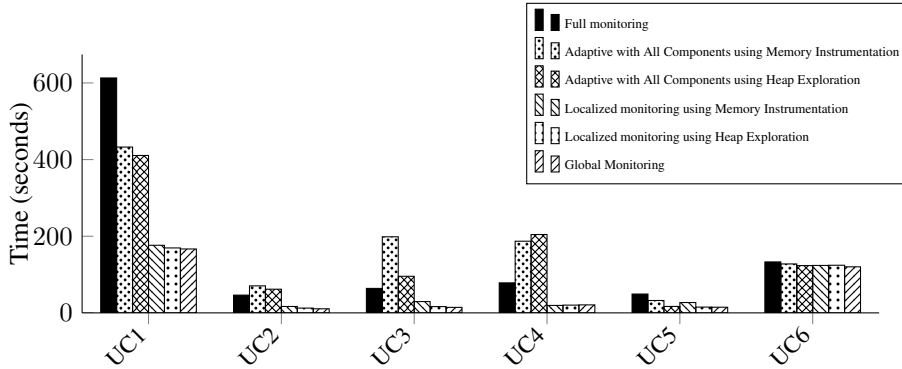 Full monitoring
Adaptive with All Components using Memory Instrumentation
Adaptive with All Components using Heap Exploration
Localized monitoring using Memory Instrumentation
Localized monitoring using Heap Exploration
Global Monitoring
Time (seconds)
600
400
200
0
UC1
UC2
UC3
UC4
UC5
UC6